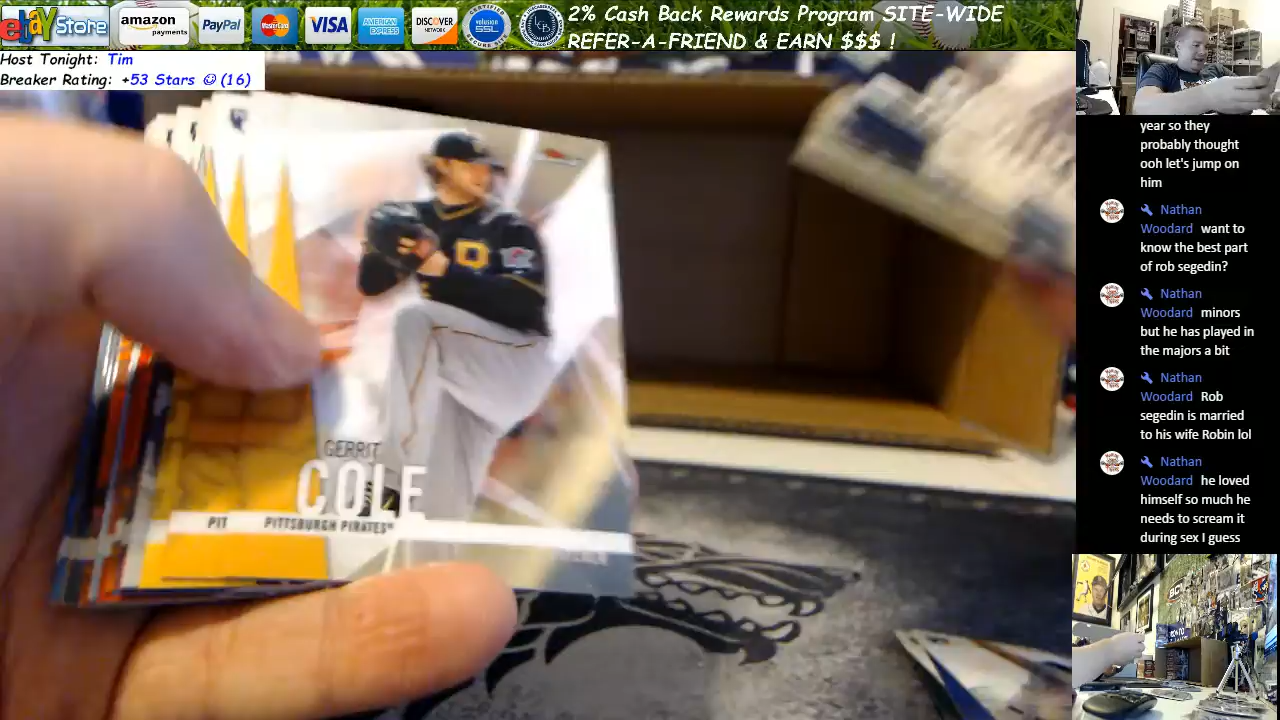 ebay Store
amazon
payments
PayPal
MasterCard
VISA
AMERICAN EXPRESS
DISCOVER
NETWORK
2% Cash Back Rewards Program SITE-WIDE
REFER-A-FRIEND & EARN $$$ !
Host Tonight: Tim
Breaker Rating: +53 Stars ☺ (16)
GERRIT
COLE
PIT
PITTSBURGH PIRATES
year so they
probably thought
ooh let's jump on
him
Nathan
Woodard want to
know the best part
of rob segedin?
Nathan
Woodard minors
but he has played in
the majors a bit
Nathan
Woodard Rob
segedin is married
to his wife Robin lol
Nathan
Woodard he loved
himself so much he
needs to scream it
during sex I guess